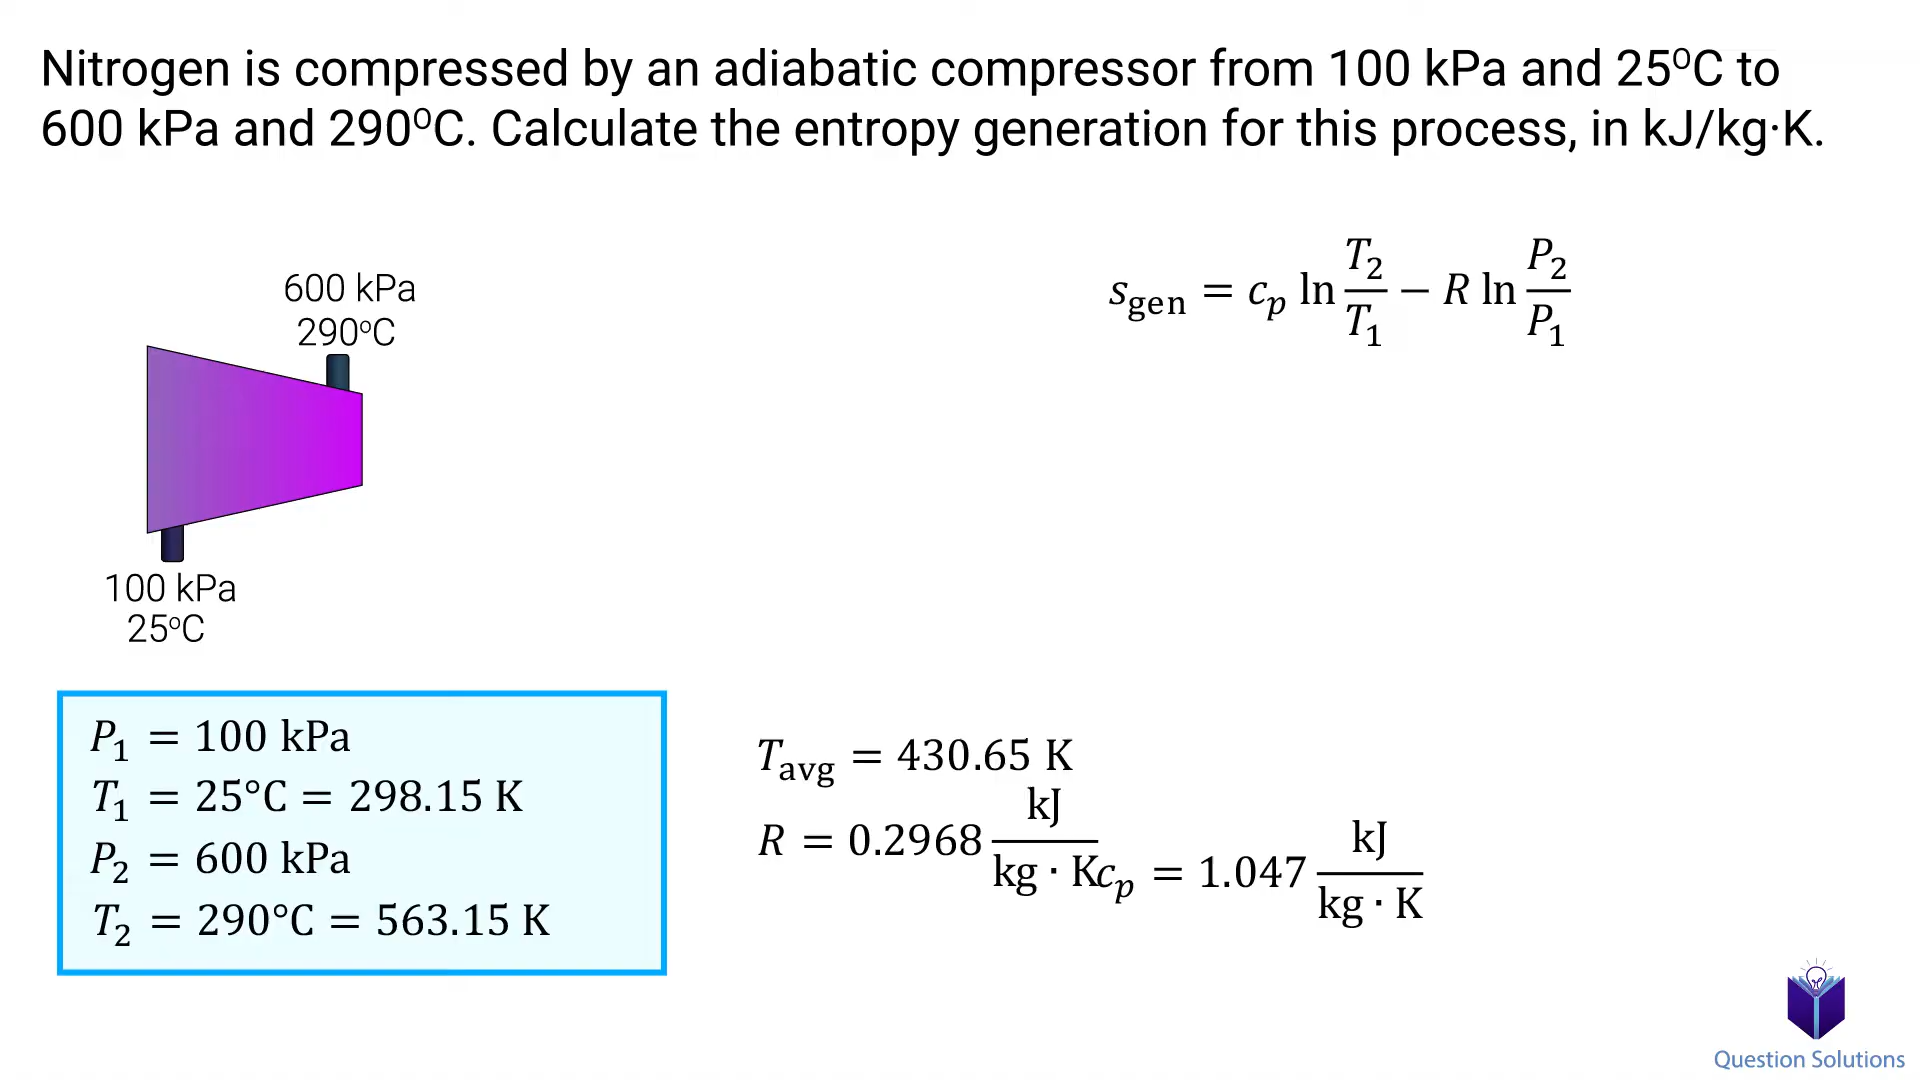 Nitrogen is compressed by an adiabatic compressor from 100 kPa and 25⁰C to
600 kPa and 290⁰C. Calculate the entropy generation for this process, in kJ/kg·K.
s_gen = c_p ln T₂/T₁ − R ln P₂/P₁
600 kPa
290ºC
100 kPa
25ºC
P₁ = 100 kPa
T₁ = 25°C = 298.15 K
P₂ = 600 kPa
T₂ = 290°C = 563.15 K
T_avg = 430.65 K
R = 0.2968 kJ/kg · K
c_p = 1.047 kJ/kg · K
Question Solutions